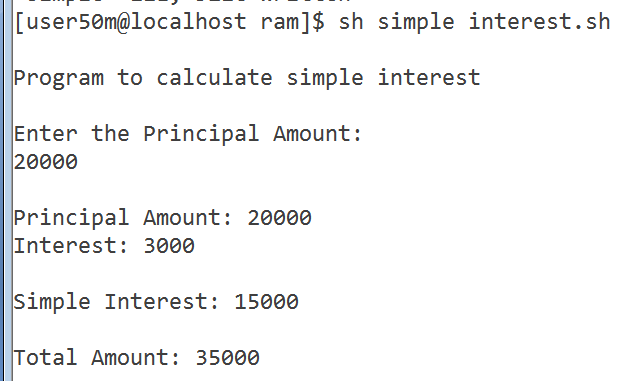 [user50m@localhost ram]$ sh simple interest.sh
Program to calculate simple interest
Enter the Principal Amount:
20000
Principal Amount: 20000
Interest: 3000
Simple Interest: 15000
Total Amount: 35000